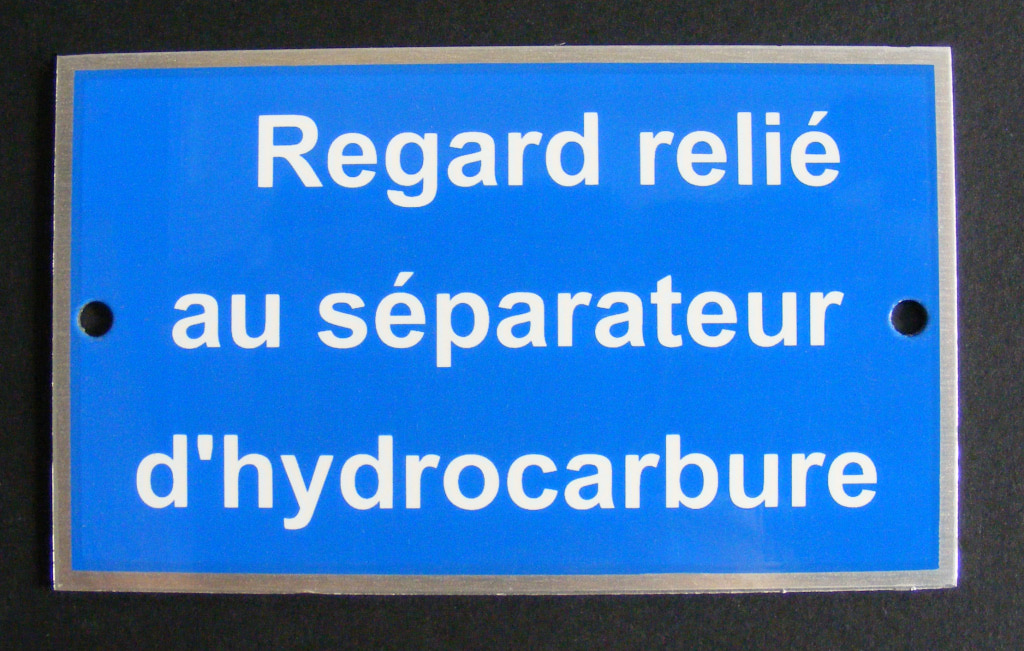 Regard relié
au séparateur
d'hydrocarbure